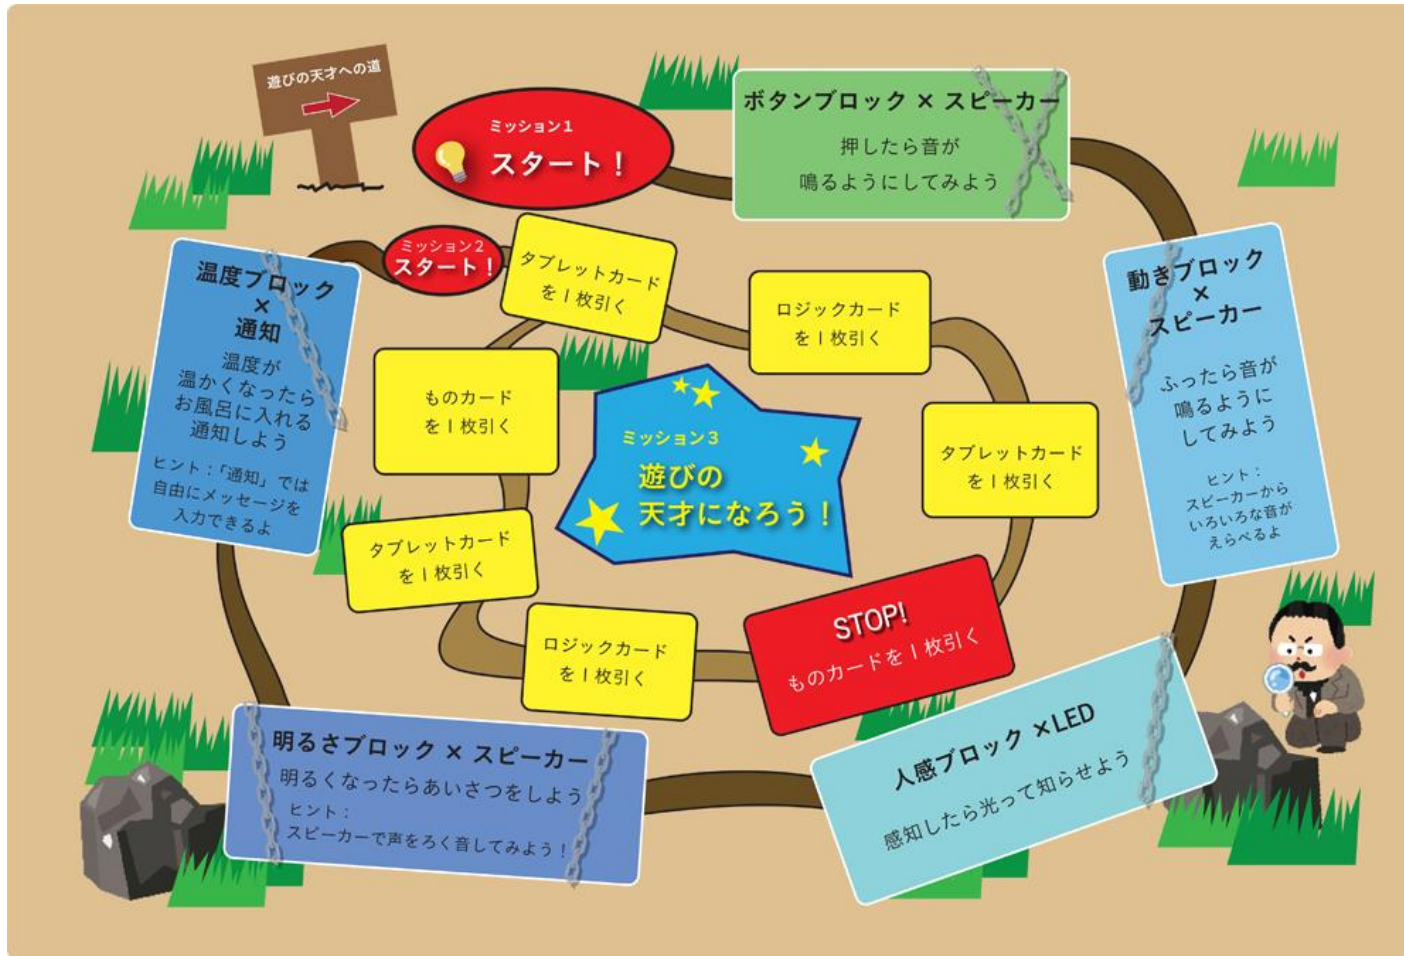 遊びの天才への道
ミッション１
スタート！
ボタンブロック × スピーカー
押したら音が
鳴るようにしてみよう
動きブロック
×
スピーカー
ふったら音が
鳴るように
してみよう
ヒント：
スピーカーから
いろいろな音が
えらべるよ
人感ブロック ×LED
感知したら光って知らせよう
明るさブロック × スピーカー
明るくなったらあいさつをしよう
ヒント：
スピーカーで声をろく音してみよう！
温度ブロック
×
通知
温度が
温かくなったら
お風呂に入れる
通知しよう
ヒント：「通知」では
自由にメッセージを
入力できるよ
ミッション２
スタート！
タブレットカード
を１枚引く
ロジックカード
を１枚引く
タブレットカード
を１枚引く
STOP!
ものカードを１枚引く
ロジックカード
を１枚引く
タブレットカード
を１枚引く
ものカード
を１枚引く
ミッション３
遊びの
天才になろう！